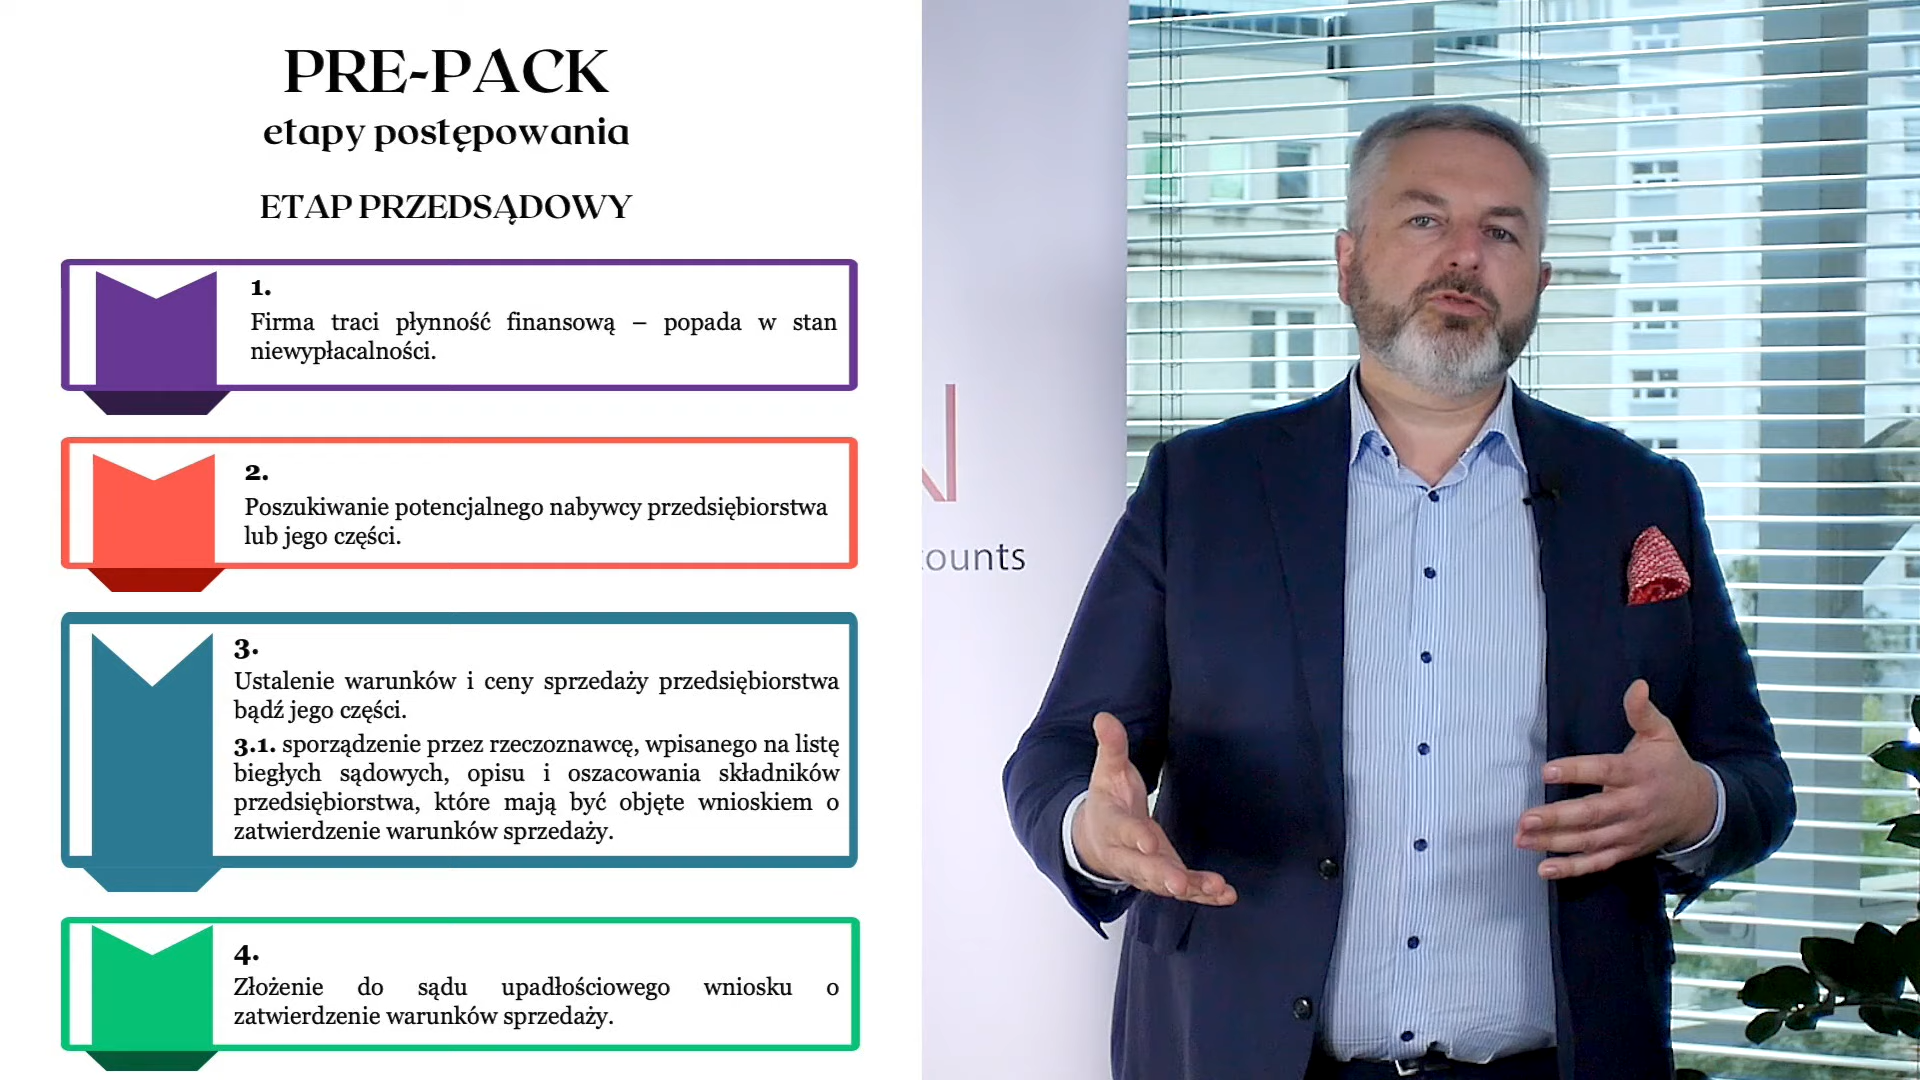 PRE-PACK
etapy postępowania
ETAP PRZEDSĄDOWY
1.
Firma traci płynność finansową – popada w stan
niewypłacalności.
2.
Poszukiwanie potencjalnego nabywcy przedsiębiorstwa
lub jego części.
3.
Ustalenie warunków i ceny sprzedaży przedsiębiorstwa
bądź jego części.
3.1. sporządzenie przez rzeczoznawcę, wpisanego na listę
biegłych sądowych, opisu i oszacowania składników
przedsiębiorstwa, które mają być objęte wnioskiem o
zatwierdzenie warunków sprzedaży.
4.
Złożenie do sądu upadłościowego wniosku o
zatwierdzenie warunków sprzedaży.
N
ounts